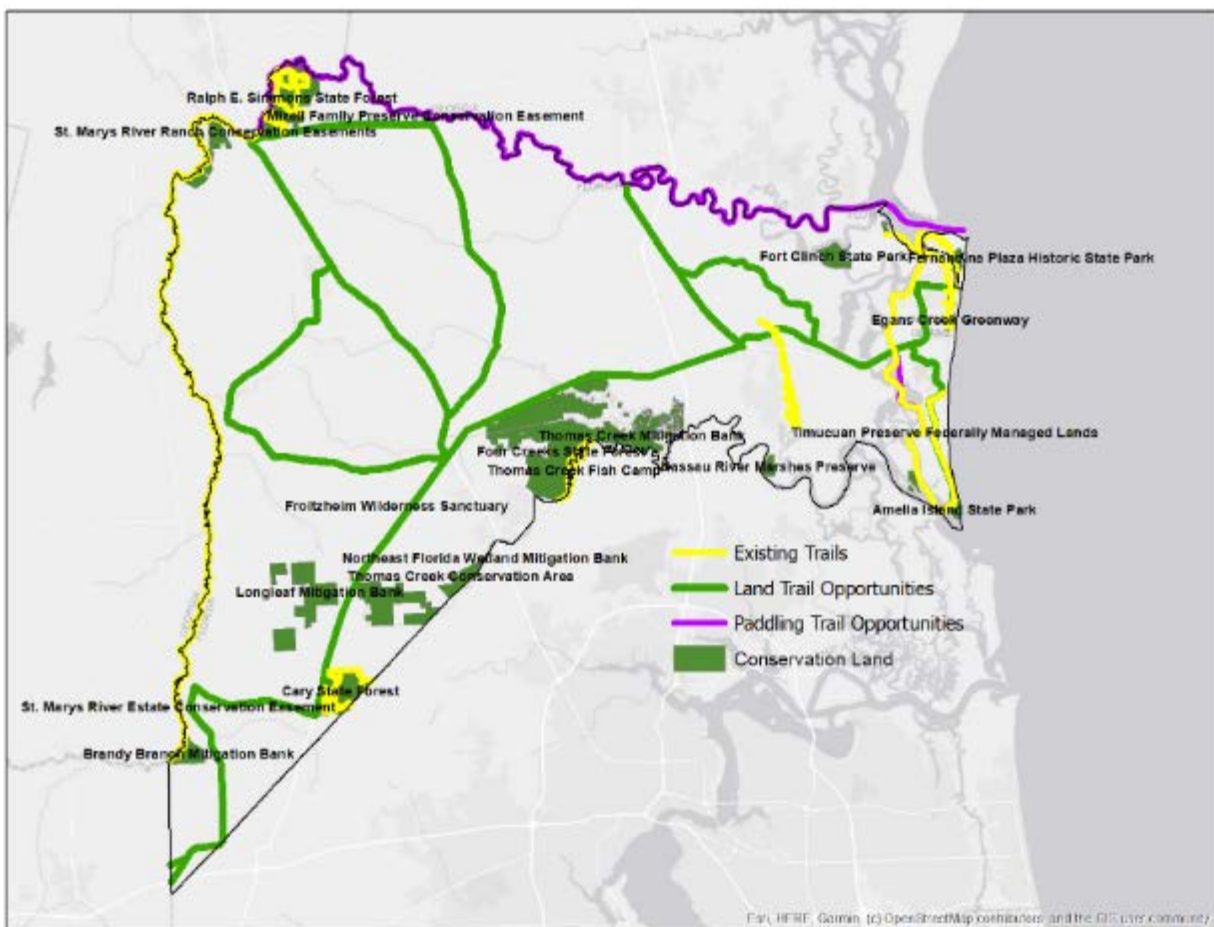 Ralph E. Simmons State Forest
Mizell Family Preserve Conservation Easement
St. Marys River Ranch Conservation Easements
Fort Clinch State Park
Fernandina Plaza Historic State Park
Egans Creek Greenway
Thomas Creek Mitigation Bank
Timucuan Preserve Federally Managed Lands
Four Creeks State Forest
Thomas Creek Fish Camp
Nassau River Marshes Preserve
Froitzheim Wilderness Sanctuary
Amelia Island State Park
Northeast Florida Wetland Mitigation Bank
Thomas Creek Conservation Area
Longleaf Mitigation Bank
Existing Trails
Land Trail Opportunities
Paddling Trail Opportunities
Conservation Land
Cary State Forest
St. Marys River Estate Conservation Easement
Brandy Branch Mitigation Bank
Esri, HERE, Garmin, (c) OpenStreetMap contributors, and the GIS user community